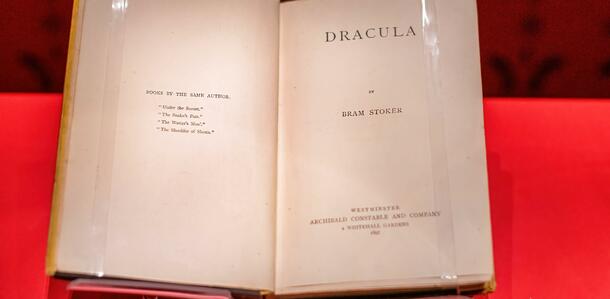 BOOKS BY THE SAME AUTHOR.
"Under the Sunset."
"The Snake's Pass."
"The Watter's Mou'."
"The Shoulder of Shasta."
DRACULA
BY
BRAM STOKER
WESTMINSTER
ARCHIBALD CONSTABLE AND COMPANY
2 WHITEHALL GARDENS
1897